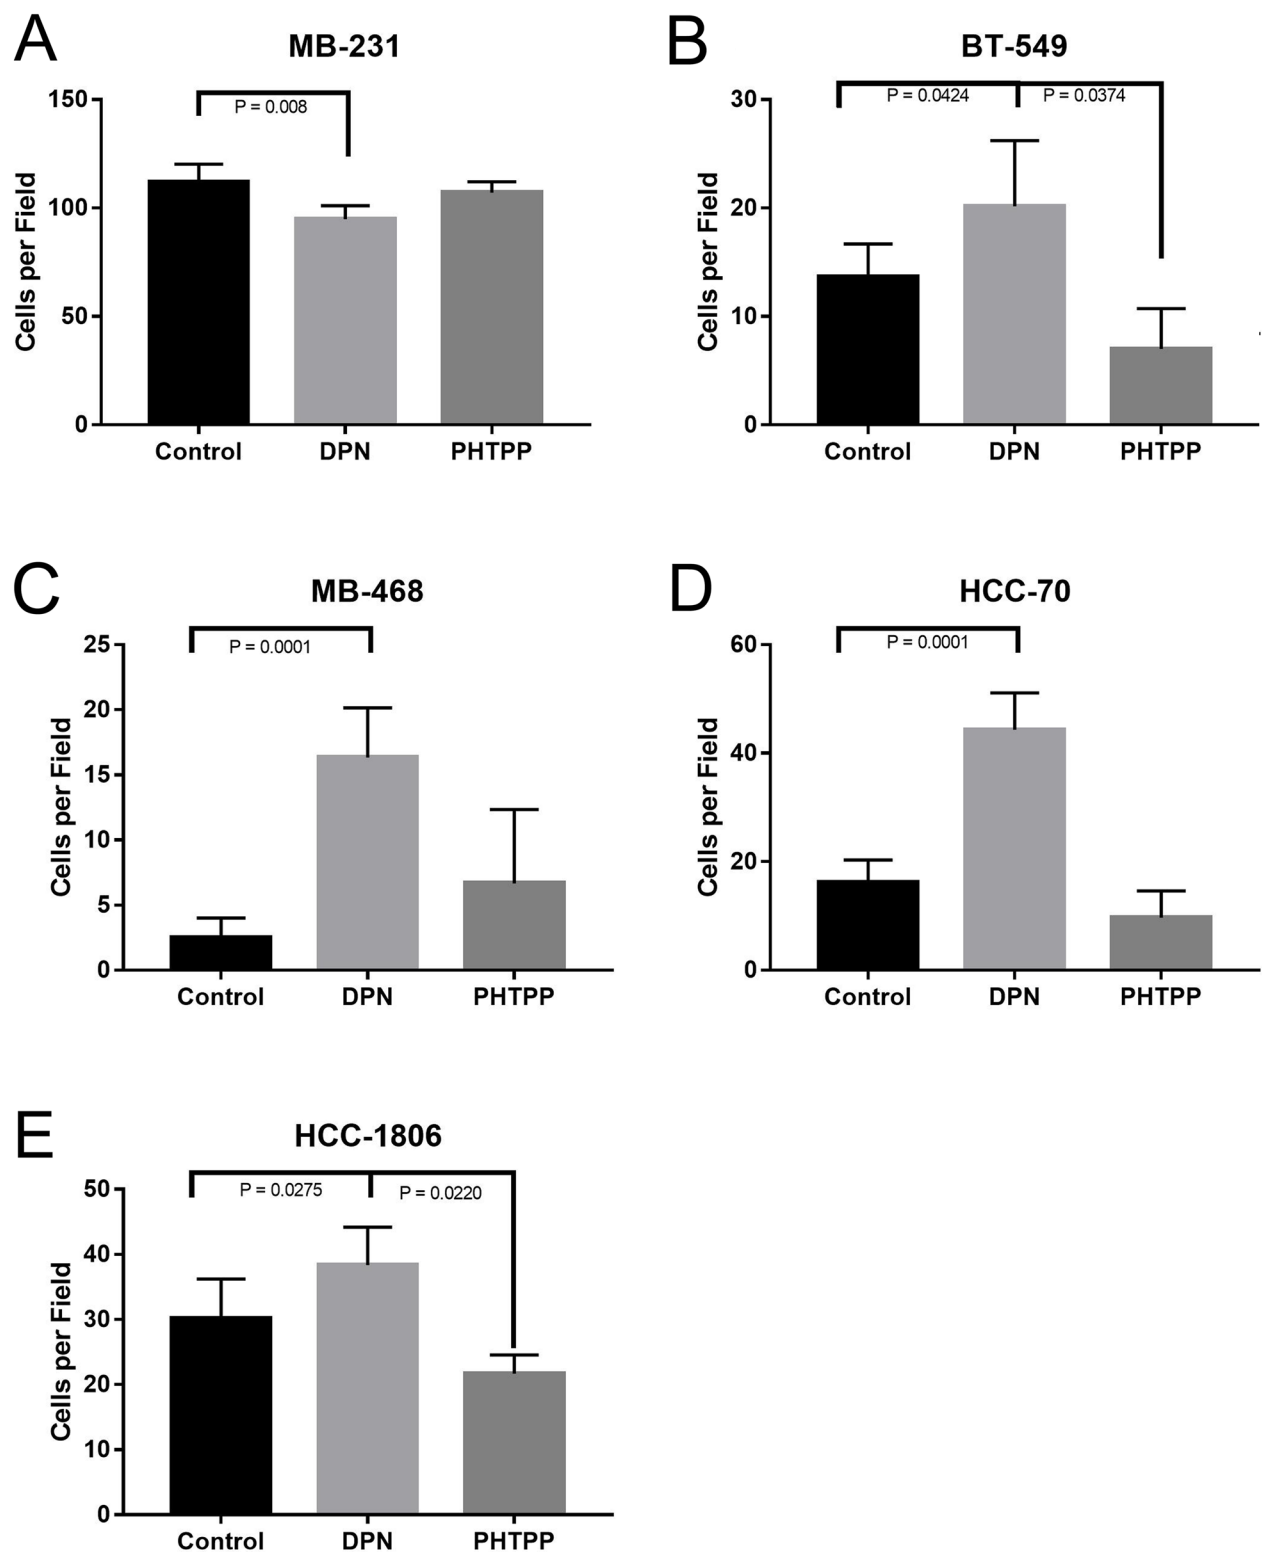 A
MB-231
150
100
50
0
Cells per Field
P = 0.008
Control
DPN
PHTPP
B
BT-549
30
20
10
0
Cells per Field
P = 0.0424
P = 0.0374
Control
DPN
PHTPP
C
MB-468
25
20
15
10
5
0
Cells per Field
P = 0.0001
Control
DPN
PHTPP
D
HCC-70
60
40
20
0
Cells per Field
P = 0.0001
Control
DPN
PHTPP
E
HCC-1806
50
40
30
20
10
0
Cells per Field
P = 0.0275
P = 0.0220
Control
DPN
PHTPP